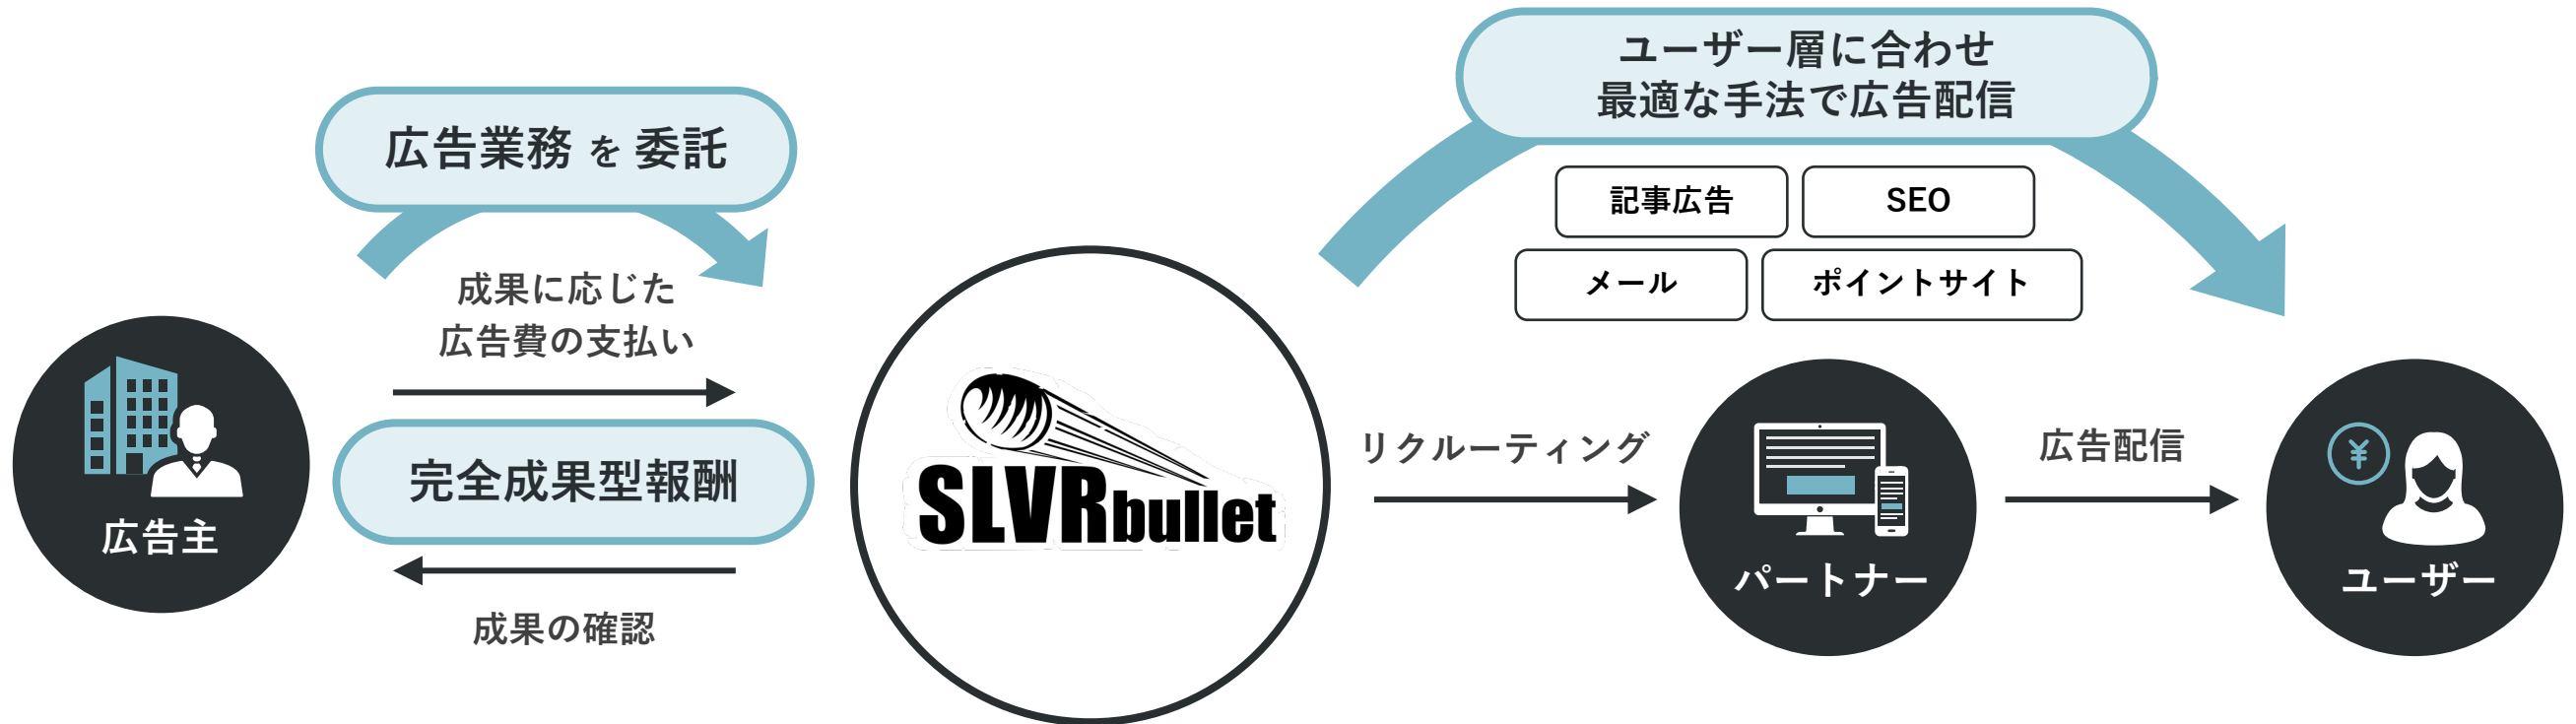 広告業務 を 委託
成果に応じた
広告費の支払い
広告主
完全成果型報酬
成果の確認
SLVRbullet
ユーザー層に合わせ
最適な手法で広告配信
記事広告
SEO
メール
ポイントサイト
リクルーティング
パートナー
広告配信
¥
ユーザー